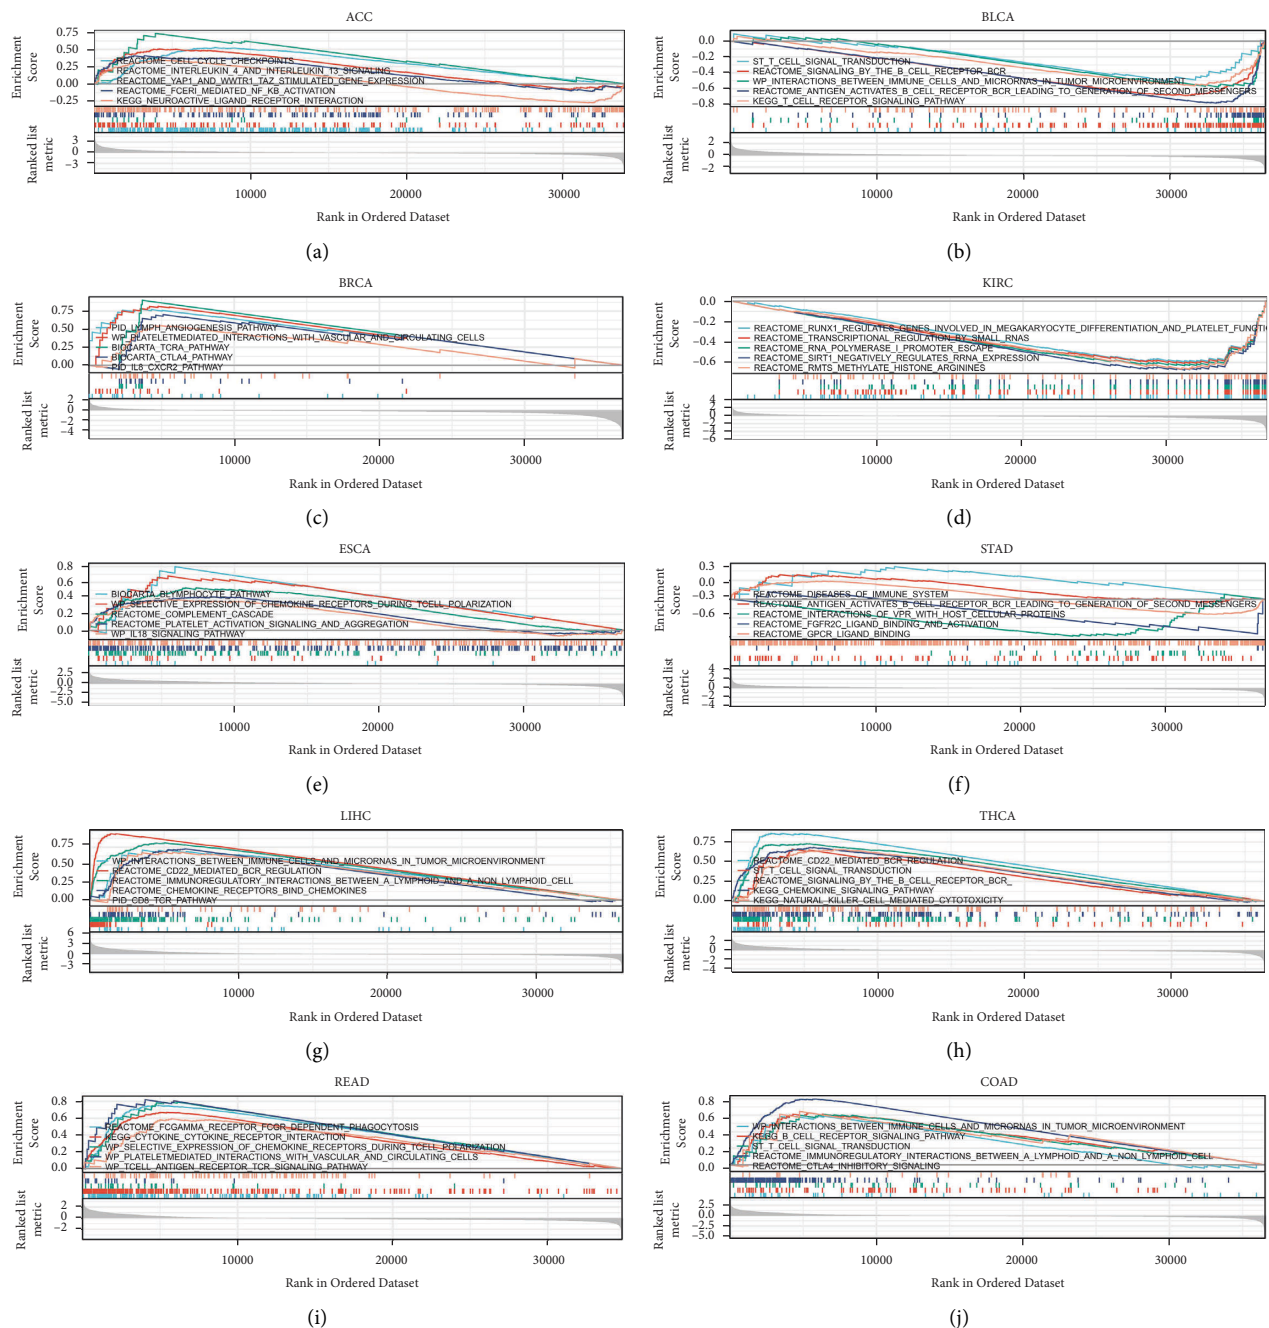 ACC
Enrichment
Score
0.75
0.50
0.25
0.00
−0.25
REACTOME_CELL_CYCLE_CHECKPOINTS
REACTOME_INTERLEUKIN_4_AND_INTERLEUKIN_13_SIGNALING
REACTOME_YAP1_AND_WWTR1_TAZ_STIMULATED_GENE_EXPRESSION
REACTOME_FCERI_MEDIATED_NF_KB_ACTIVATION
KEGG_NEUROACTIVE_LIGAND_RECEPTOR_INTERACTION
Ranked list
metric
3
0
−3
10000 20000 30000
Rank in Ordered Dataset
(a)
BLCA
Enrichment
Score
0.0
−0.2
−0.4
−0.6
−0.8
ST_T_CELL_SIGNAL_TRANSDUCTION
REACTOME_SIGNALING_BY_THE_B_CELL_RECEPTOR_BCR
WP_INTERACTIONS_BETWEEN_IMMUNE_CELLS_AND_MICRORNAS_IN_TUMOR_MICROENVIRONMENT
REACTOME_ANTIGEN_ACTIVATES_B_CELL_RECEPTOR_BCR_LEADING_TO_GENERATION_OF_SECOND_MESSENGERS
KEGG_T_CELL_RECEPTOR_SIGNALING_PATHWAY
Ranked list
metric
2
0
−2
10000 20000 30000
Rank in Ordered Dataset
(b)
BRCA
Enrichment
Score
0.75
0.50
0.25
0.00
PID_LYMPH_ANGIOGENESIS_PATHWAY
WP_PLATELETMEDIATED_INTERACTIONS_WITH_VASCULAR_AND_CIRCULATING_CELLS
BIOCARTA_TCRA_PATHWAY
BIOCARTA_CTLA4_PATHWAY
PID_IL8_CXCR2_PATHWAY
Ranked list
metric
2
0
−2
−4
10000 20000 30000
Rank in Ordered Dataset
(c)
KIRC
Enrichment
Score
0.0
−0.2
−0.4
−0.6
REACTOME_RUNX1_REGULATES_GENES_INVOLVED_IN_MEGAKARYOCYTE_DIFFERENTIATION_AND_PLATELET_FUNCTI
REACTOME_TRANSCRIPTIONAL_REGULATION_BY_SMALL_RNAS
REACTOME_RNA_POLYMERASE_I_PROMOTER_ESCAPE
REACTOME_SIRT1_NEGATIVELY_REGULATES_RRNA_EXPRESSION
REACTOME_RMTS_METHYLATE_HISTONE_ARGININES
Ranked list
metric
4
2
0
−2
−4
−6
10000 20000 30000
Rank in Ordered Dataset
(d)
ESCA
Enrichment
Score
0.8
0.6
0.4
0.2
0.0
BIOCARTA_BLYMPHOCYTE_PATHWAY
WP_SELECTIVE_EXPRESSION_OF_CHEMOKINE_RECEPTORS_DURING_TCELL_POLARIZATION
REACTOME_COMPLEMENT_CASCADE
REACTOME_PLATELET_ACTIVATION_SIGNALING_AND_AGGREGATION
WP_IL18_SIGNALING_PATHWAY
Ranked list
metric
2.5
0.0
−2.5
−5.0
10000 20000 30000
Rank in Ordered Dataset
(e)
STAD
Enrichment
Score
0.3
0.0
−0.3
−0.6
REACTOME_DISEASES_OF_IMMUNE_SYSTEM
REACTOME_ANTIGEN_ACTIVATES_B_CELL_RECEPTOR_BCR_LEADING_TO_GENERATION_OF_SECOND_MESSENGERS
REACTOME_INTERACTIONS_OF_VPR_WITH_HOST_CELLULAR_PROTEINS
REACTOME_FGFR2C_LIGAND_BINDING_AND_ACTIVATION
REACTOME_GPCR_LIGAND_BINDING
Ranked list
metric
4
2
0
−2
−4
10000 20000 30000
Rank in Ordered Dataset
(f)
LIHC
Enrichment
Score
0.75
0.50
0.25
0.00
WP_INTERACTIONS_BETWEEN_IMMUNE_CELLS_AND_MICRORNAS_IN_TUMOR_MICROENVIRONMENT
REACTOME_CD22_MEDIATED_BCR_REGULATION
REACTOME_IMMUNOREGULATORY_INTERACTIONS_BETWEEN_A_LYMPHOID_AND_A_NON_LYMPHOID_CELL
REACTOME_CHEMOKINE_RECEPTORS_BIND_CHEMOKINES
PID_CD8_TCR_PATHWAY
Ranked list
metric
6
3
0
−3
10000 20000 30000
Rank in Ordered Dataset
(g)
THCA
Enrichment
Score
0.75
0.50
0.25
0.00
REACTOME_CD22_MEDIATED_BCR_REGULATION
ST_T_CELL_SIGNAL_TRANSDUCTION
REACTOME_SIGNALING_BY_THE_B_CELL_RECEPTOR_BCR_
KEGG_CHEMOKINE_SIGNALING_PATHWAY
KEGG_NATURAL_KILLER_CELL_MEDIATED_CYTOTOXICITY
Ranked list
metric
2
0
−2
−4
10000 20000 30000
Rank in Ordered Dataset
(h)
READ
Enrichment
Score
0.8
0.6
0.4
0.2
0.0
REACTOME_FCGAMMA_RECEPTOR_FCGR_DEPENDENT_PHAGOCYTOSIS
KEGG_CYTOKINE_CYTOKINE_RECEPTOR_INTERACTION
WP_SELECTIVE_EXPRESSION_OF_CHEMOKINE_RECEPTORS_DURING_TCELL_POLARIZATION
WP_PLATELETMEDIATED_INTERACTIONS_WITH_VASCULAR_AND_CIRCULATING_CELLS
WP_TCELL_ANTIGEN_RECEPTOR_TCR_SIGNALING_PATHWAY
Ranked list
metric
2
0
−2
10000 20000 30000
Rank in Ordered Dataset
(i)
COAD
Enrichment
Score
0.8
0.6
0.4
0.2
0.0
WP_INTERACTIONS_BETWEEN_IMMUNE_CELLS_AND_MICRORNAS_IN_TUMOR_MICROENVIRONMENT
KEGG_B_CELL_RECEPTOR_SIGNALING_PATHWAY
ST_T_CELL_SIGNAL_TRANSDUCTION
REACTOME_IMMUNOREGULATORY_INTERACTIONS_BETWEEN_A_LYMPHOID_AND_A_NON_LYMPHOID_CELL
REACTOME_CTLA4_INHIBITORY_SIGNALING
Ranked list
metric
2.5
0.0
−2.5
−5.0
10000 20000 30000
Rank in Ordered Dataset
(j)